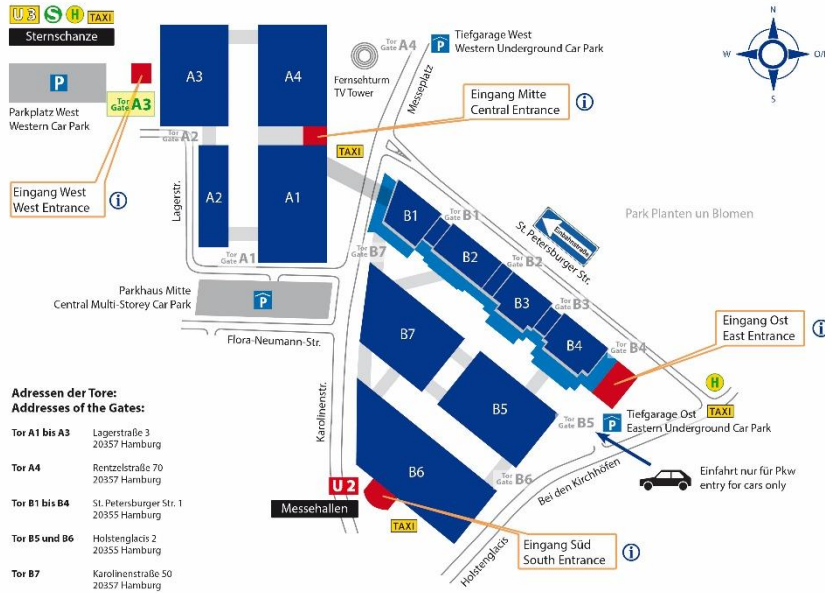 U3 S H TAXI
Sternschanze
P
Parkplatz West
Western Car Park
Tor
Gate A3
Eingang West
West Entrance
i
A3
A4
Tor
Gate A2
A2
A1
Lagerstr.
Tor
Gate A1
Fernsehturm
TV Tower
Tor
Gate A4
P
Tiefgarage West
Western Underground Car Park
Messeplatz
Eingang Mitte
Central Entrance
i
TAXI
N
W
O/E
S
Parkhaus Mitte
Central Multi-Storey Car Park
P
Flora-Neumann-Str.
Karolinenstr.
B1
Tor
Gate B1
B2
Tor
Gate B2
B3
Tor
Gate B3
B4
Tor
Gate B4
Einbahnstraße
St. Petersburger Str.
Park Planten un Blomen
Tor
Gate B7
B7
B5
B6
Eingang Ost
East Entrance
i
H
TAXI
Tor
Gate B5
P
Tiefgarage Ost
Eastern Underground Car Park
Tor
Gate B6
Bei den Kirchhöfen
Einfahrt nur für Pkw
entry for cars only
U2
Messehallen
TAXI
Holstenglacis
Eingang Süd
South Entrance
i
Adressen der Tore:
Addresses of the Gates:
Tor A1 bis A3 Lagerstraße 3
20357 Hamburg
Tor A4 Rentzelstraße 70
20357 Hamburg
Tor B1 bis B4 St. Petersburger Str. 1
20355 Hamburg
Tor B5 und B6 Holstenglacis 2
20355 Hamburg
Tor B7 Karolinenstraße 50
20357 Hamburg